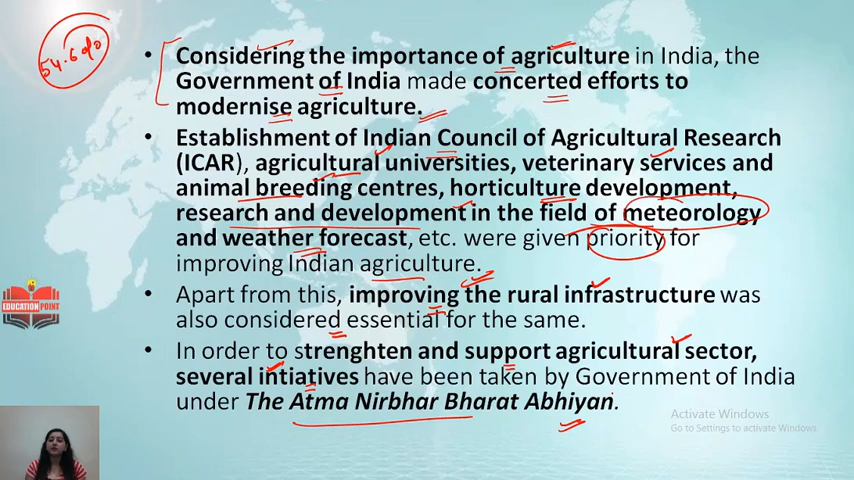 54.6 %
• Considering the importance of agriculture in India, the
Government of India made concerted efforts to
modernise agriculture.
• Establishment of Indian Council of Agricultural Research
(ICAR), agricultural universities, veterinary services and
animal breeding centres, horticulture development,
research and development in the field of meteorology
and weather forecast, etc. were given priority for
improving Indian agriculture.
• Apart from this, improving the rural infrastructure was
also considered essential for the same.
• In order to strenghten and support agricultural sector,
several intiatives have been taken by Government of India
under The Atma Nirbhar Bharat Abhiyan.
EDUCATION POINT
Activate Windows
Go to Settings to activate Windows.